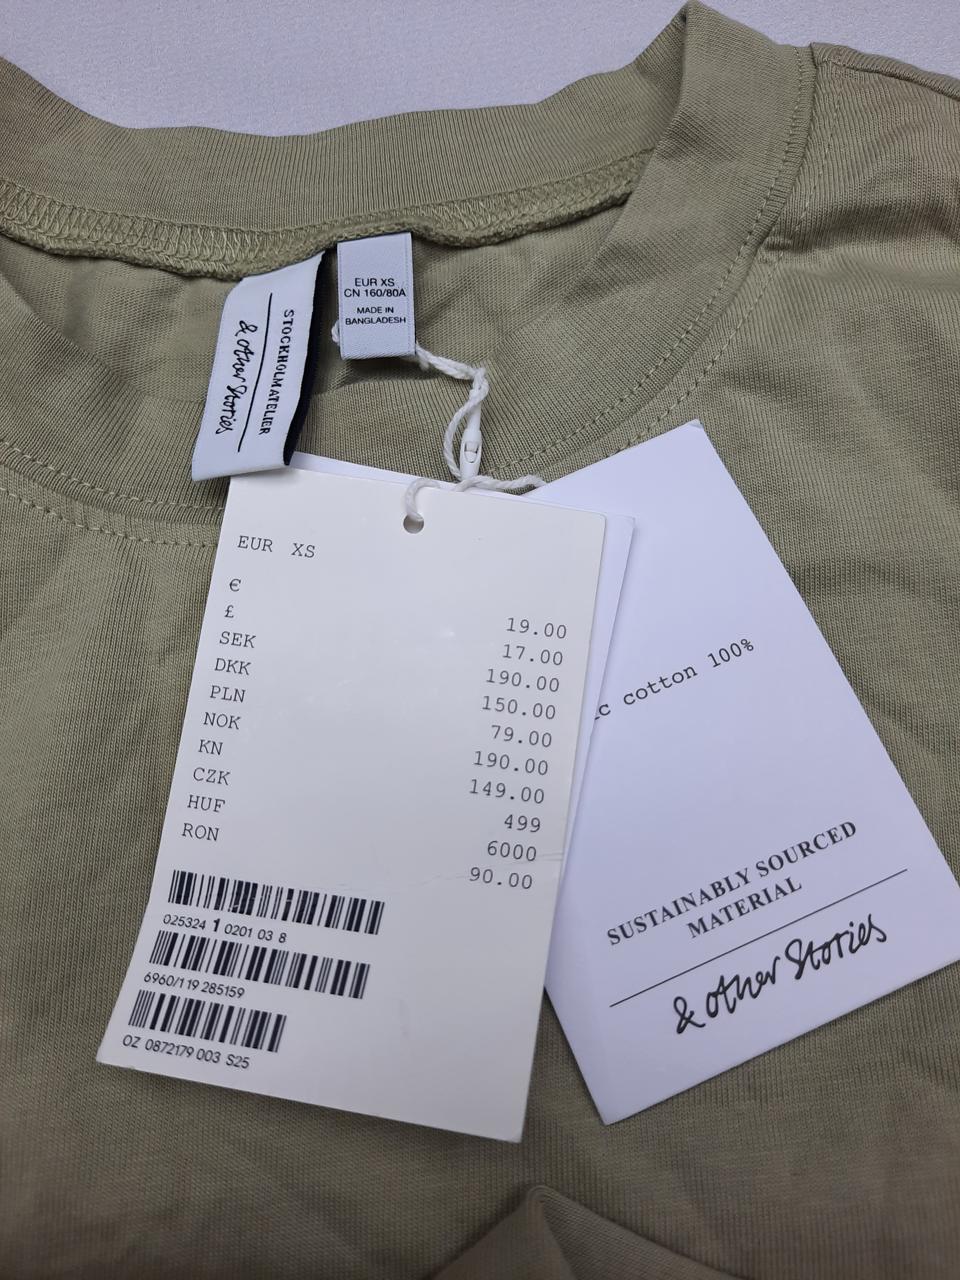 EUR XS
CN 160/80A
MADE IN
BANGLADESH
STOCKHOLM ATELIER
& other Stories
EUR XS
€ 19.00
£ 17.00
SEK 190.00
DKK 150.00
PLN 79.00
NOK 190.00
KN 149.00
CZK 499
HUF 6000
RON 90.00
025324 1 0201 03 8
6960/119 285159
OZ 0872179 003 S25
cotton 100%
SUSTAINABLY SOURCED
MATERIAL
& other Stories